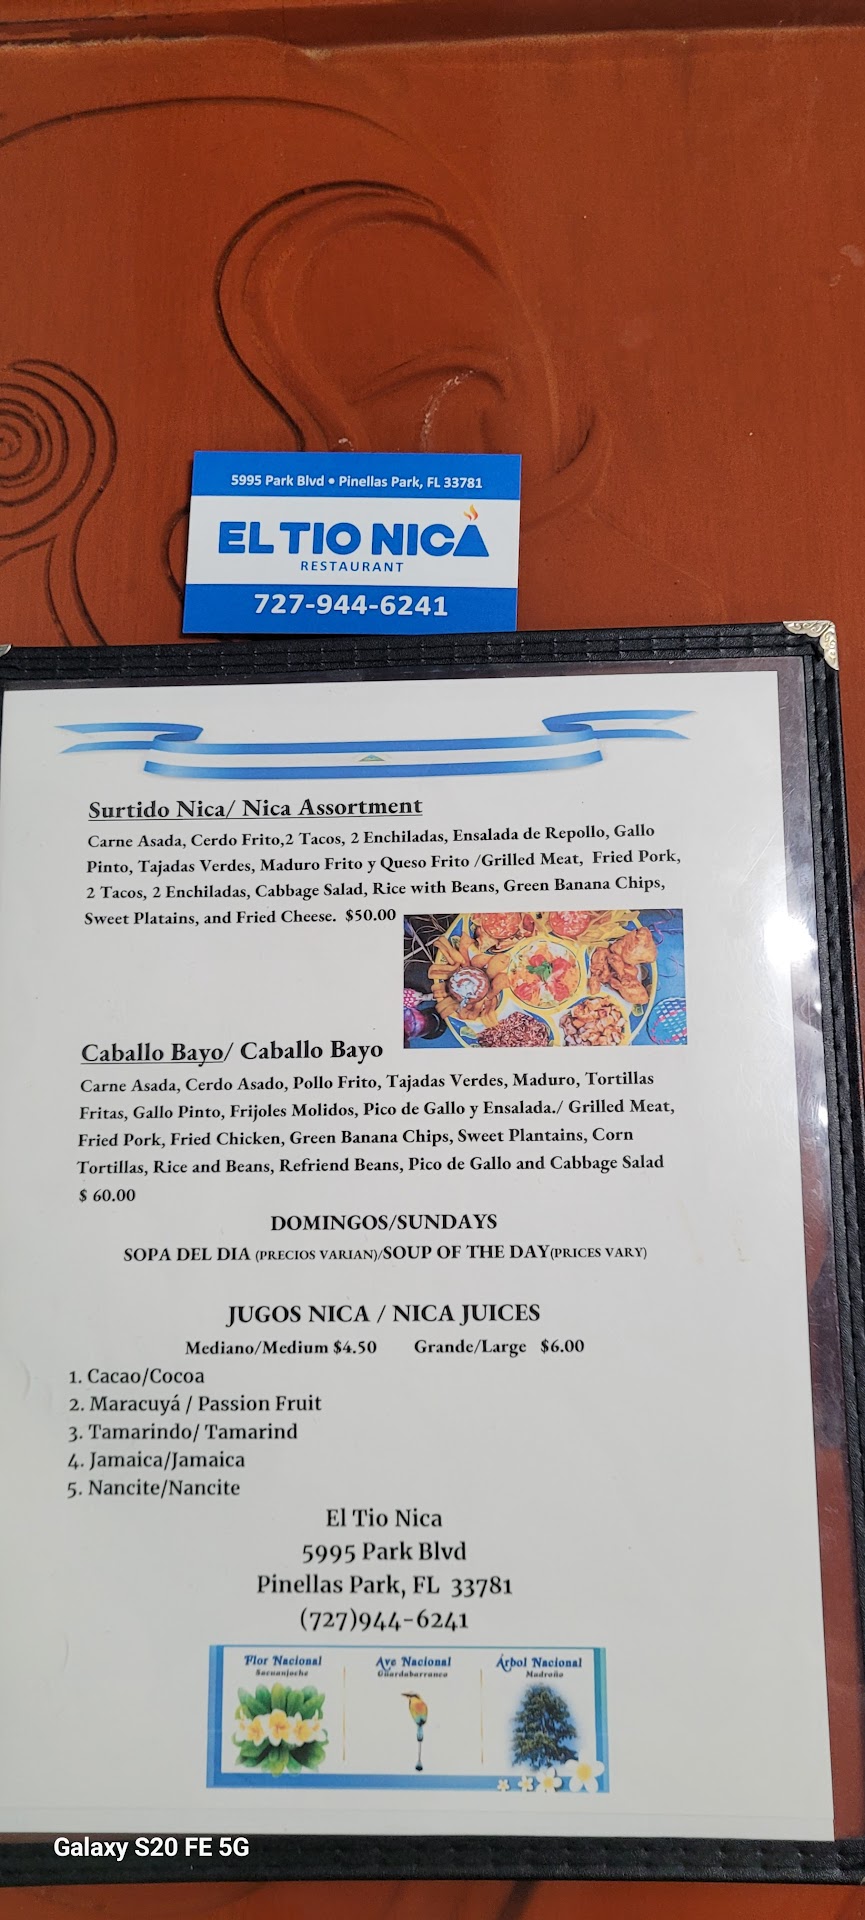 5995 Park Blvd • Pinellas Park, FL 33781
EL TIO NICA
RESTAURANT
727-944-6241
Surtido Nica/ Nica Assortment
Carne Asada, Cerdo Frito,2 Tacos, 2 Enchiladas, Ensalada de Repollo, Gallo
Pinto, Tajadas Verdes, Maduro Frito y Queso Frito /Grilled Meat, Fried Pork,
2 Tacos, 2 Enchiladas, Cabbage Salad, Rice with Beans, Green Banana Chips,
Sweet Platains, and Fried Cheese. $50.00
Caballo Bayo/ Caballo Bayo
Carne Asada, Cerdo Asado, Pollo Frito, Tajadas Verdes, Maduro, Tortillas
Fritas, Gallo Pinto, Frijoles Molidos, Pico de Gallo y Ensalada./ Grilled Meat,
Fried Pork, Fried Chicken, Green Banana Chips, Sweet Plantains, Corn
Tortillas, Rice and Beans, Refriend Beans, Pico de Gallo and Cabbage Salad
$ 60.00
DOMINGOS/SUNDAYS
SOPA DEL DIA (PRECIOS VARIAN)/SOUP OF THE DAY(PRICES VARY)
JUGOS NICA / NICA JUICES
Mediano/Medium $4.50 Grande/Large $6.00
1. Cacao/Cocoa
2. Maracuyá / Passion Fruit
3. Tamarindo/ Tamarind
4. Jamaica/Jamaica
5. Nancite/Nancite
El Tio Nica
5995 Park Blvd
Pinellas Park, FL 33781
(727)944-6241
Flor Nacional Ave Nacional Árbol Nacional
Sacuanjoche Guardabarranco Madroño
Galaxy S20 FE 5G